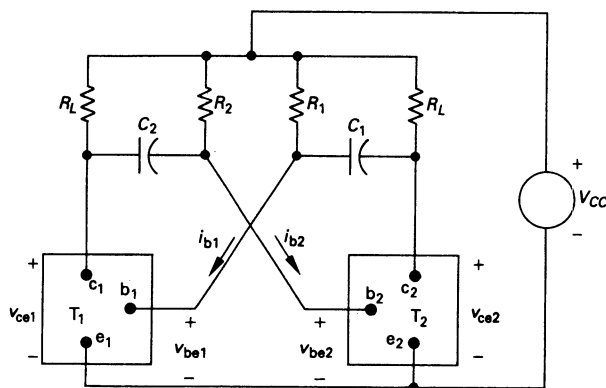 R_L
R_2
R_1
R_L
C_2
C_1
+
V_CC
−
i_b1
i_b2
+
v_ce1
−
c_1
b_1
T_1
e_1
+
v_be1
−
+
v_be2
−
c_2
b_2
T_2
e_2
+
v_ce2
−